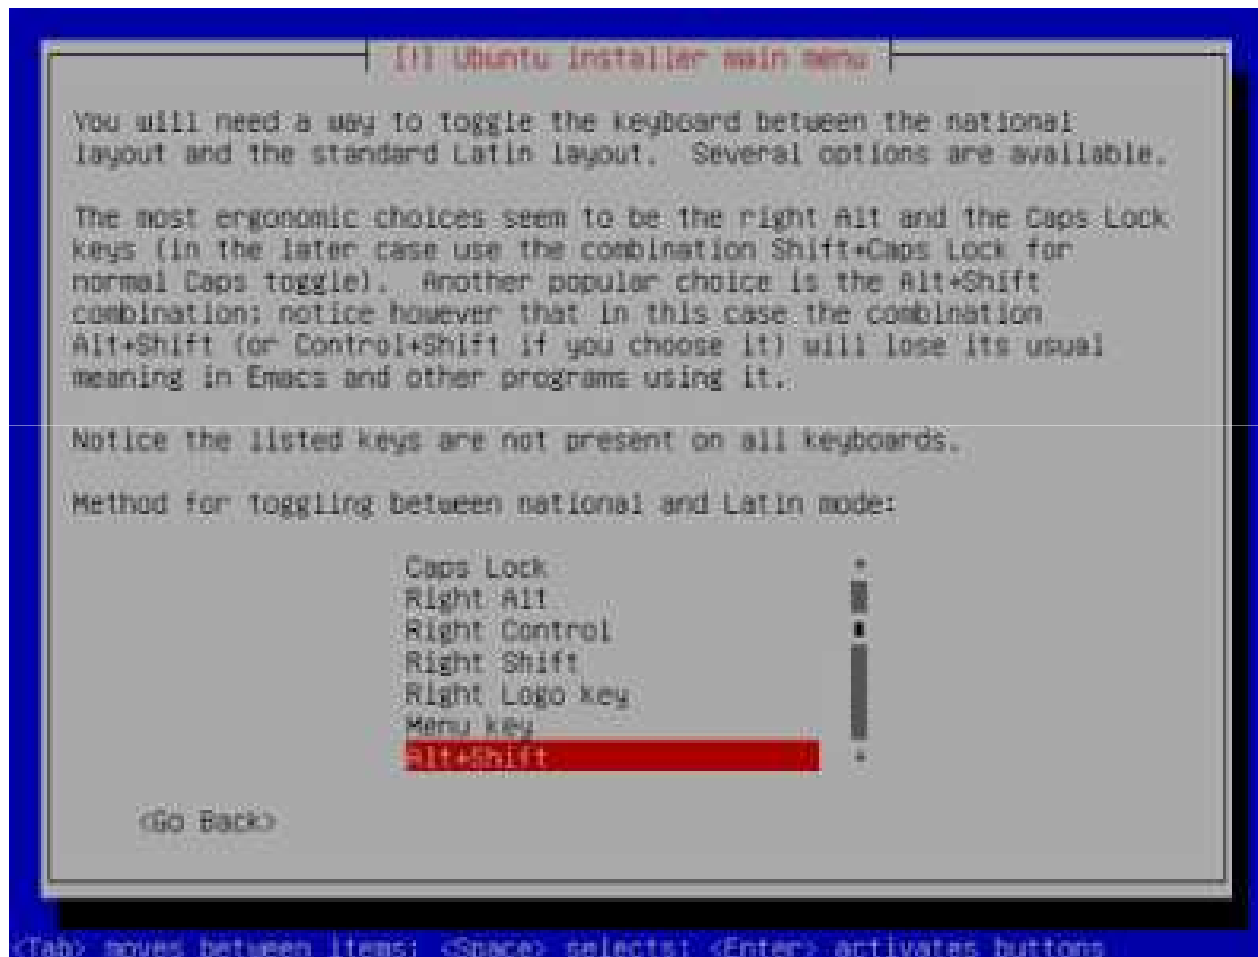 [!] Ubuntu installer main menu
You will need a way to toggle the keyboard between the national
layout and the standard Latin layout.  Several options are available.
The most ergonomic choices seem to be the right Alt and the Caps Lock
keys (in the later case use the combination Shift+Caps Lock for
normal Caps toggle).  Another popular choice is the Alt+Shift
combination; notice however that in this case the combination
Alt+Shift (or Control+Shift if you choose it) will lose its usual
meaning in Emacs and other programs using it.
Notice the listed keys are not present on all keyboards.
Method for toggling between national and Latin mode:
Caps Lock
Right Alt
Right Control
Right Shift
Right Logo key
Menu key
Alt+Shift
<Go Back>
<Tab> moves between items; <Space> selects; <Enter> activates buttons